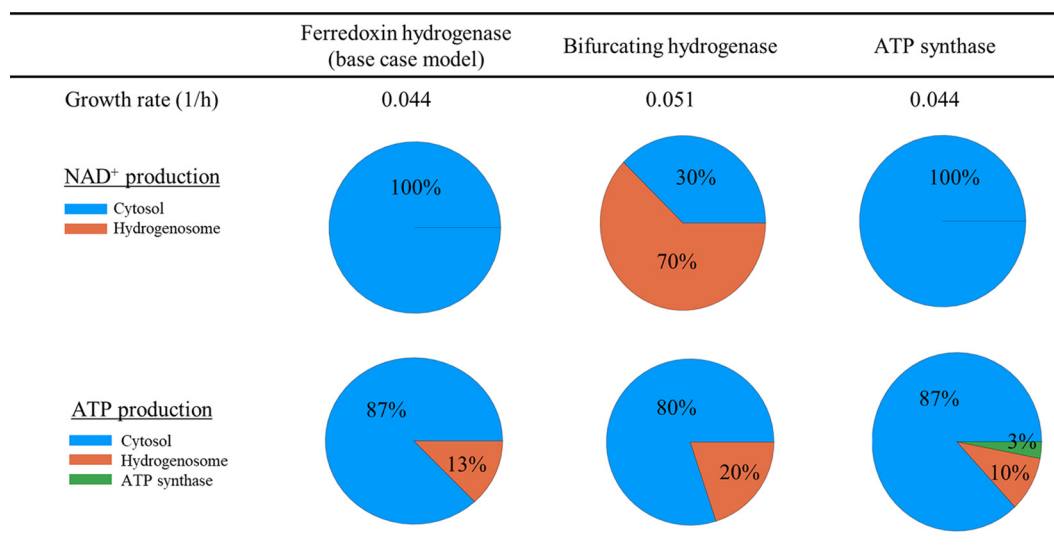 Ferredoxin hydrogenase
(base case model)
Bifurcating hydrogenase
ATP synthase
Growth rate (1/h)
0.044
0.051
0.044
NAD⁺ production
Cytosol
Hydrogenosome
100%
30%
70%
100%
ATP production
Cytosol
Hydrogenosome
ATP synthase
87%
13%
80%
20%
87%
3%
10%